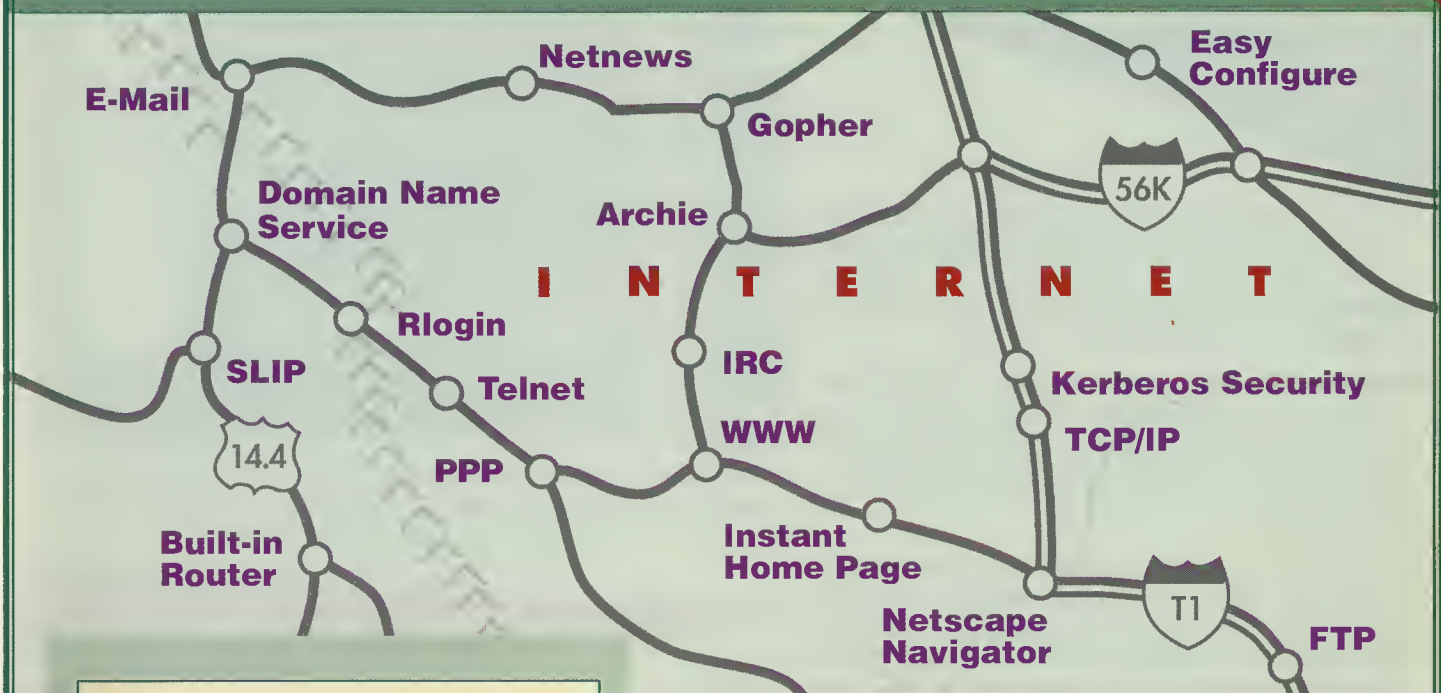 Netnews
Easy
Configure
E-Mail
Gopher
56K
Domain Name
Service
Archie
INTERNET
Rlogin
IRC
SLIP
Telnet
Kerberos Security
WWW
TCP/IP
14.4
PPP
Instant
Home Page
Built-in
Router
T1
Netscape
Navigator
FTP